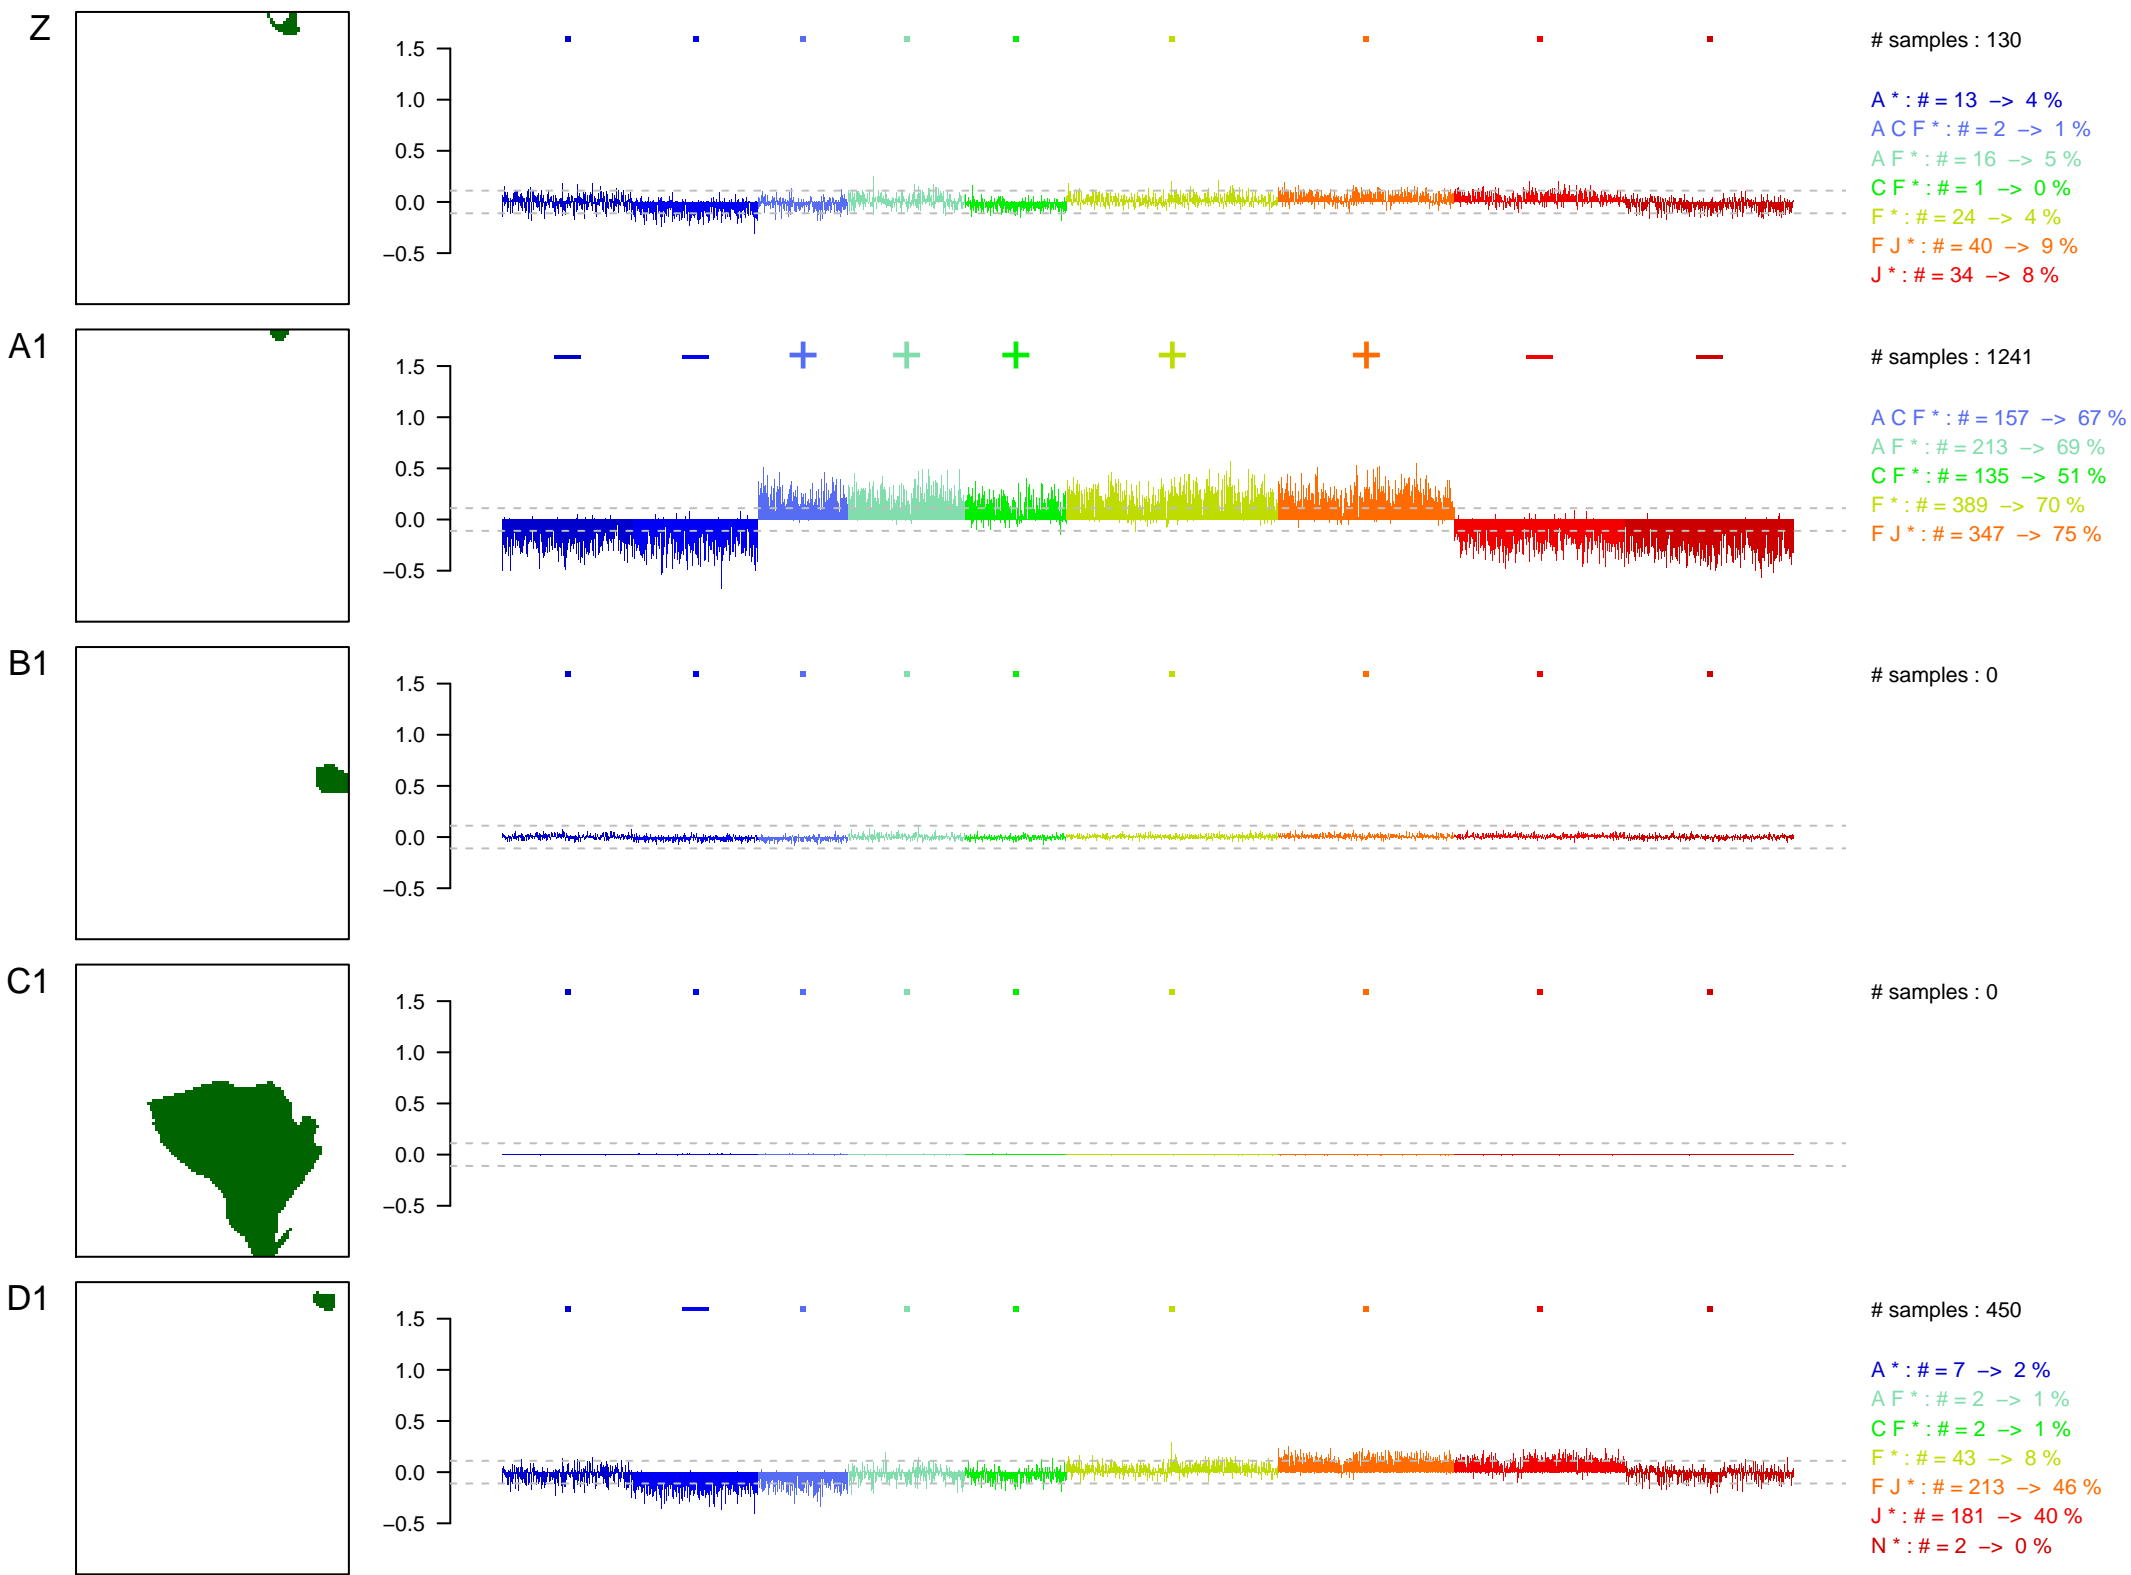 Z
1.5
1.0
0.5
0.0
−0.5
# samples : 130
A * : # = 13 −> 4 %
A C F * : # = 2 −> 1 %
A F * : # = 16 −> 5 %
C F * : # = 1 −> 0 %
F * : # = 24 −> 4 %
F J * : # = 40 −> 9 %
J * : # = 34 −> 8 %
A1
1.5
1.0
0.5
0.0
−0.5
# samples : 1241
A C F * : # = 157 −> 67 %
A F * : # = 213 −> 69 %
C F * : # = 135 −> 51 %
F * : # = 389 −> 70 %
F J * : # = 347 −> 75 %
B1
1.5
1.0
0.5
0.0
−0.5
# samples : 0
C1
1.5
1.0
0.5
0.0
−0.5
# samples : 0
D1
1.5
1.0
0.5
0.0
−0.5
# samples : 450
A * : # = 7 −> 2 %
A F * : # = 2 −> 1 %
C F * : # = 2 −> 1 %
F * : # = 43 −> 8 %
F J * : # = 213 −> 46 %
J * : # = 181 −> 40 %
N * : # = 2 −> 0 %